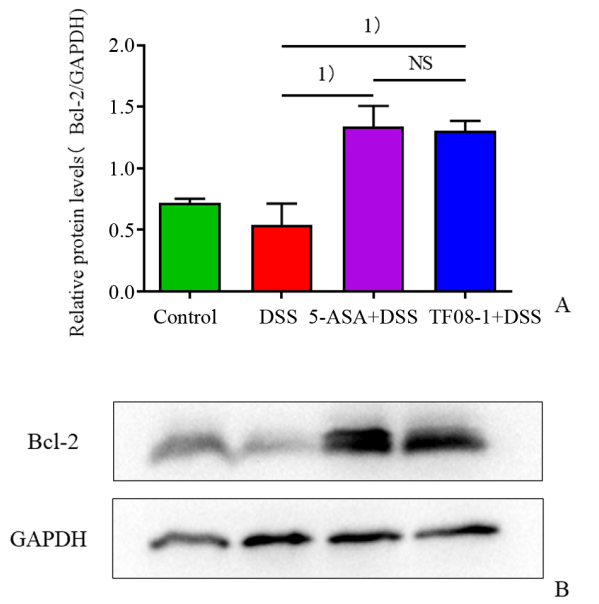 Relative protein levels( Bcl-2/GAPDH)
2.0
1.5
1.0
0.5
0.0
1)
1)
NS
Control DSS 5-ASA+DSS TF08-1+DSS
A
Bcl-2
GAPDH
B